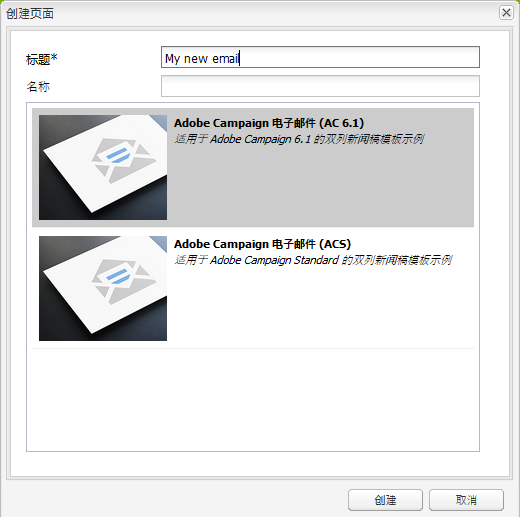 创建页面
标题*
My new email
名称
Adobe Campaign 电子邮件 (AC 6.1)
适用于 Adobe Campaign 6.1 的双列新闻稿模板示例
Adobe Campaign 电子邮件 (ACS)
适用于 Adobe Campaign Standard 的双列新闻稿模板示例
创建
取消